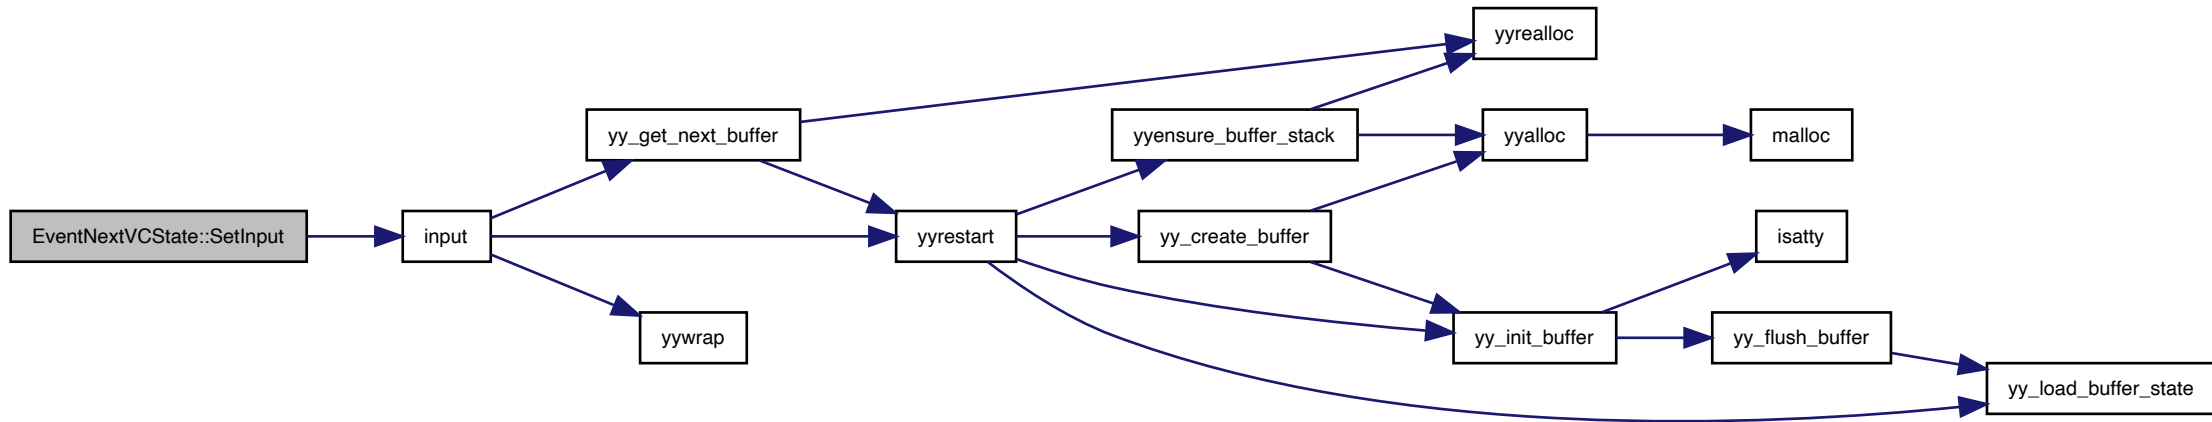 EventNextVCState::SetInput
input
yy_get_next_buffer
yywrap
yyrestart
yyensure_buffer_stack
yy_create_buffer
yyrealloc
yyalloc
yy_init_buffer
malloc
isatty
yy_flush_buffer
yy_load_buffer_state